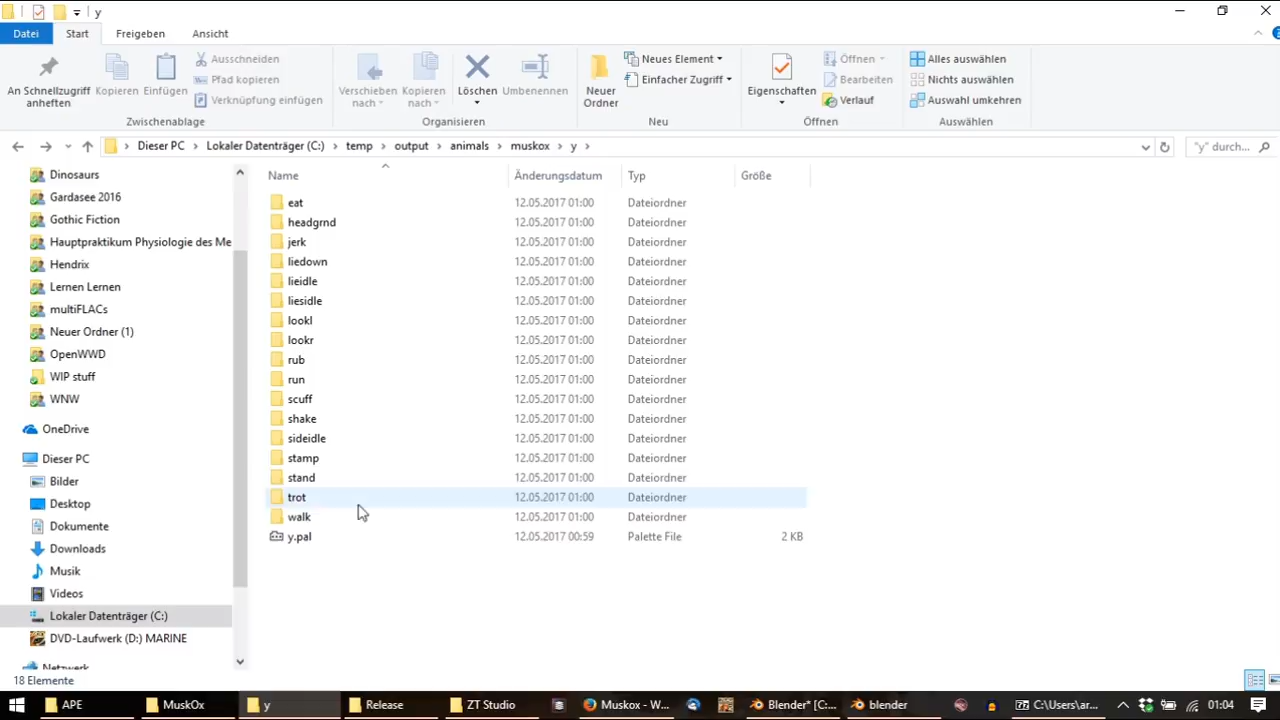 y
Datei Start Freigeben Ansicht
An Schnellzugriff anheften
Kopieren
Einfügen
Ausschneiden
Pfad kopieren
Verknüpfung einfügen
Zwischenablage
Verschieben nach
Kopieren nach
Löschen
Umbenennen
Organisieren
Neuer Ordner
Neues Element
Einfacher Zugriff
Neu
Eigenschaften
Öffnen
Bearbeiten
Verlauf
Öffnen
Alles auswählen
Nichts auswählen
Auswahl umkehren
Auswählen
Dieser PC > Lokaler Datenträger (C:) > temp > output > animals > muskox > y >
"y" durch...
Dinosaurs
Gardasee 2016
Gothic Fiction
Hauptpraktikum Physiologie des Me
Hendrix
Lernen Lernen
multiFLACs
Neuer Ordner (1)
OpenWWD
WIP stuff
WNW
OneDrive
Dieser PC
Bilder
Desktop
Dokumente
Downloads
Musik
Videos
Lokaler Datenträger (C:)
DVD-Laufwerk (D:) MARINE
Netzwerk
Name Änderungsdatum Typ Größe
eat 12.05.2017 01:00 Dateiordner
headgrnd 12.05.2017 01:00 Dateiordner
jerk 12.05.2017 01:00 Dateiordner
liedown 12.05.2017 01:00 Dateiordner
lieidle 12.05.2017 01:00 Dateiordner
liesidle 12.05.2017 01:00 Dateiordner
lookl 12.05.2017 01:00 Dateiordner
lookr 12.05.2017 01:00 Dateiordner
rub 12.05.2017 01:00 Dateiordner
run 12.05.2017 01:00 Dateiordner
scuff 12.05.2017 01:00 Dateiordner
shake 12.05.2017 01:00 Dateiordner
sideidle 12.05.2017 01:00 Dateiordner
stamp 12.05.2017 01:00 Dateiordner
stand 12.05.2017 01:00 Dateiordner
trot 12.05.2017 01:00 Dateiordner
walk 12.05.2017 01:00 Dateiordner
y.pal 12.05.2017 00:59 Palette File 2 KB
18 Elemente
APE MuskOx y Release ZT Studio Muskox - W... Blender* [C:... blender C:\Users\ar... 01:04